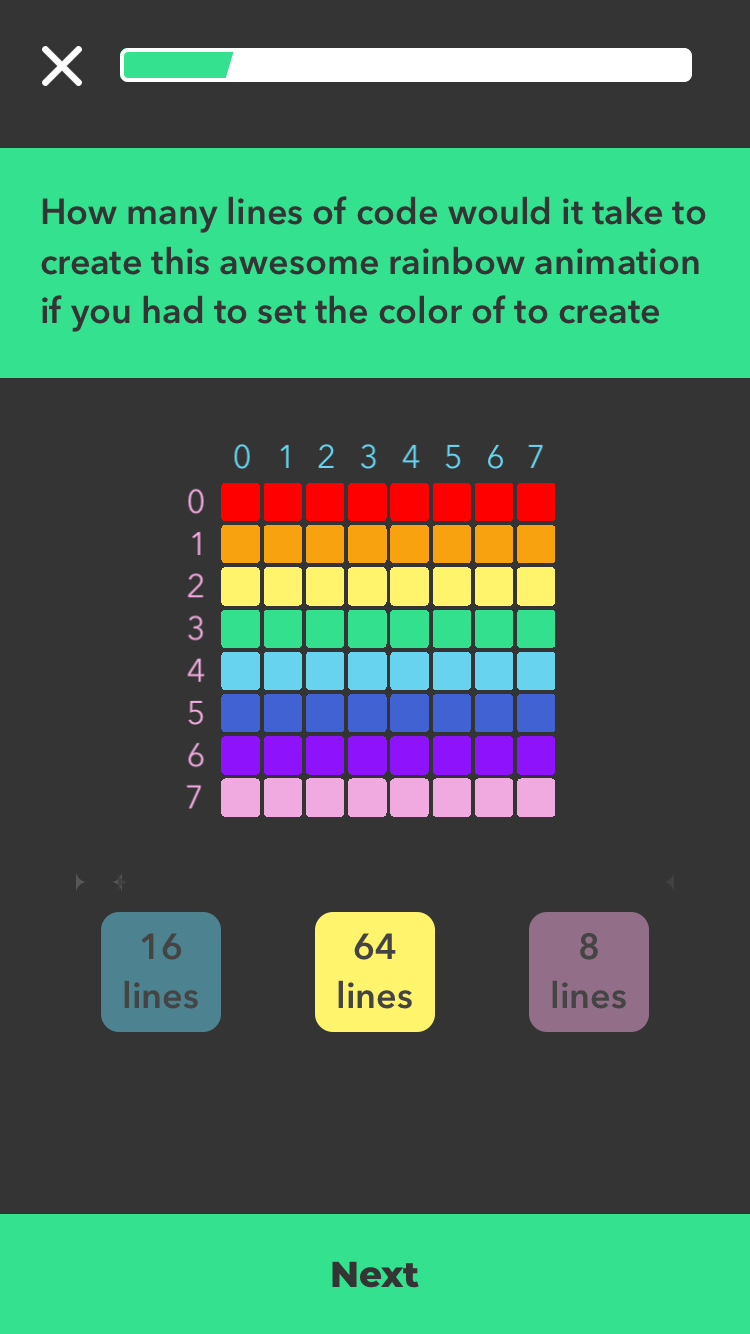 How many lines of code would it take to
create this awesome rainbow animation
if you had to set the color of to create
0 1 2 3 4 5 6 7
0
1
2
3
4
5
6
7
16 64 8
lines lines lines
Next